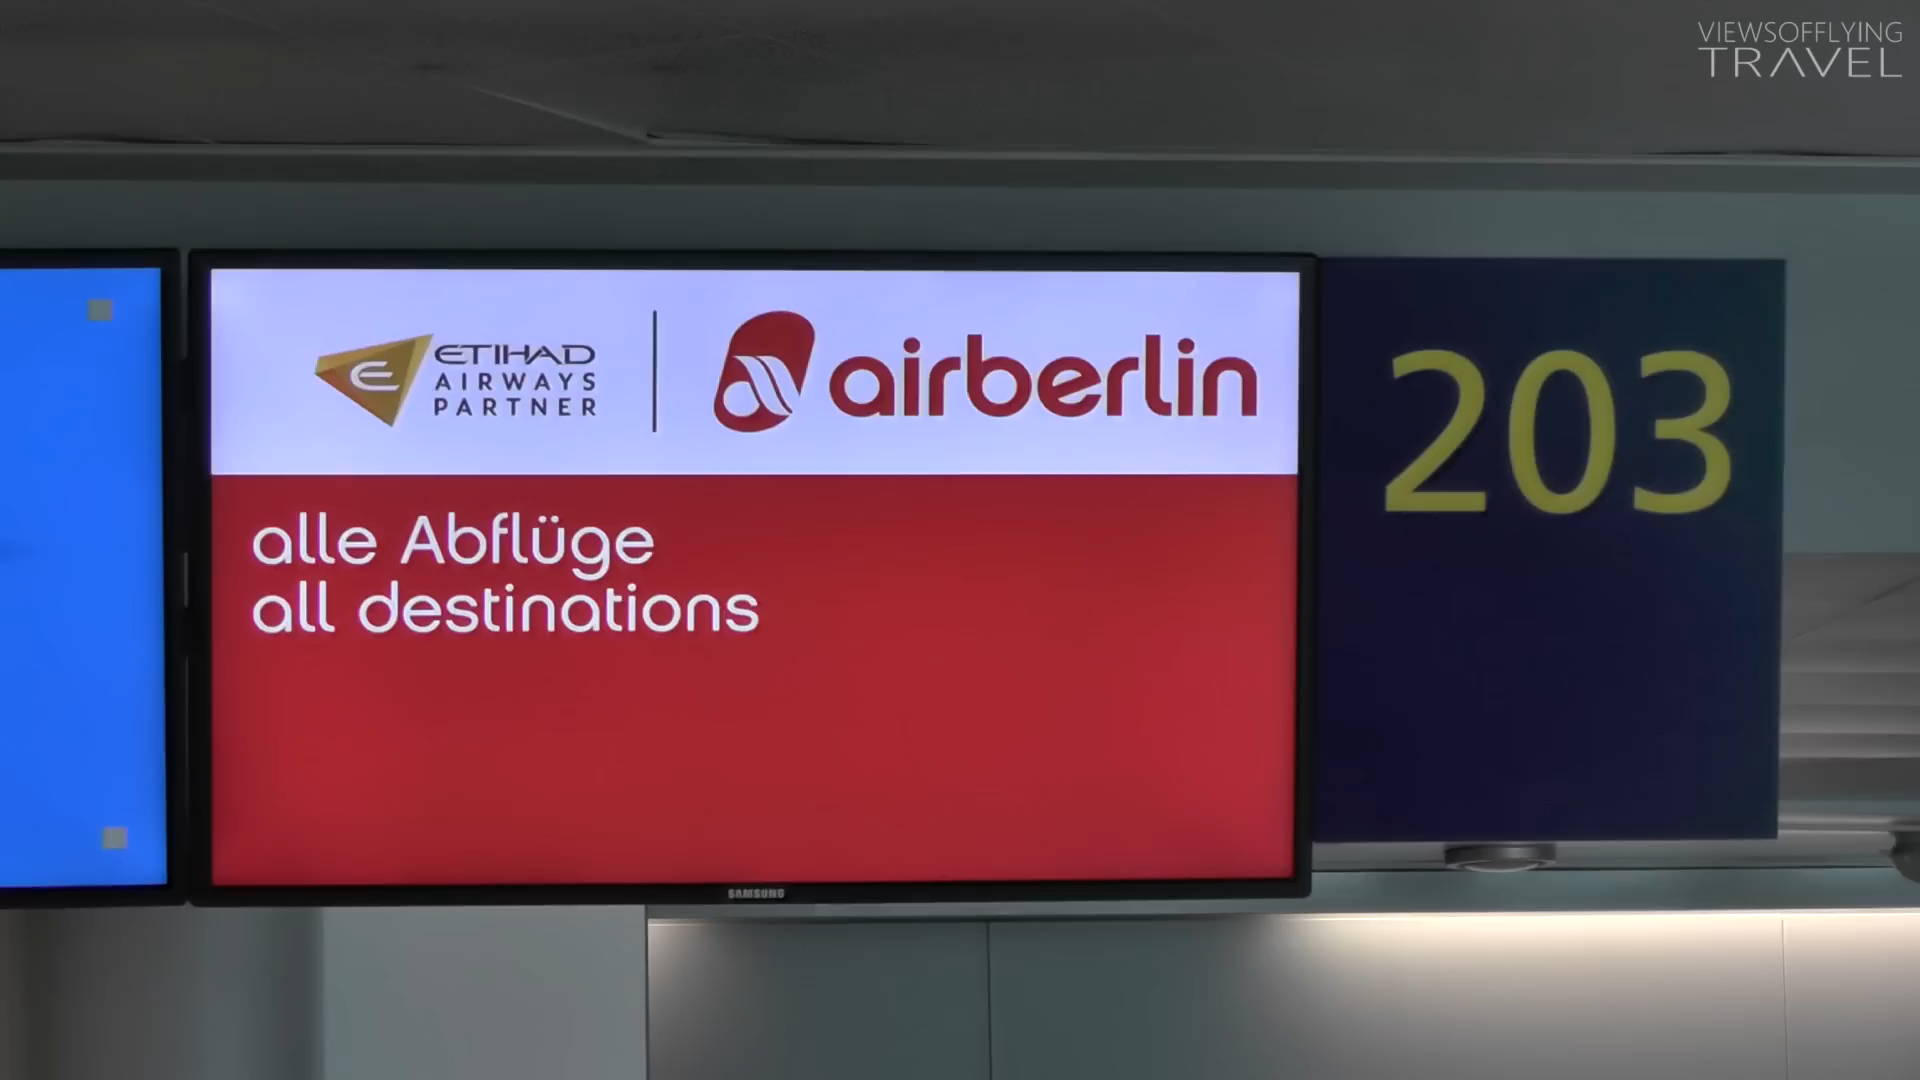 VIEWSOFFLYING
TRAVEL
ETIHAD
AIRWAYS
PARTNER
airberlin
203
alle Abflüge
all destinations
SAMSUNG